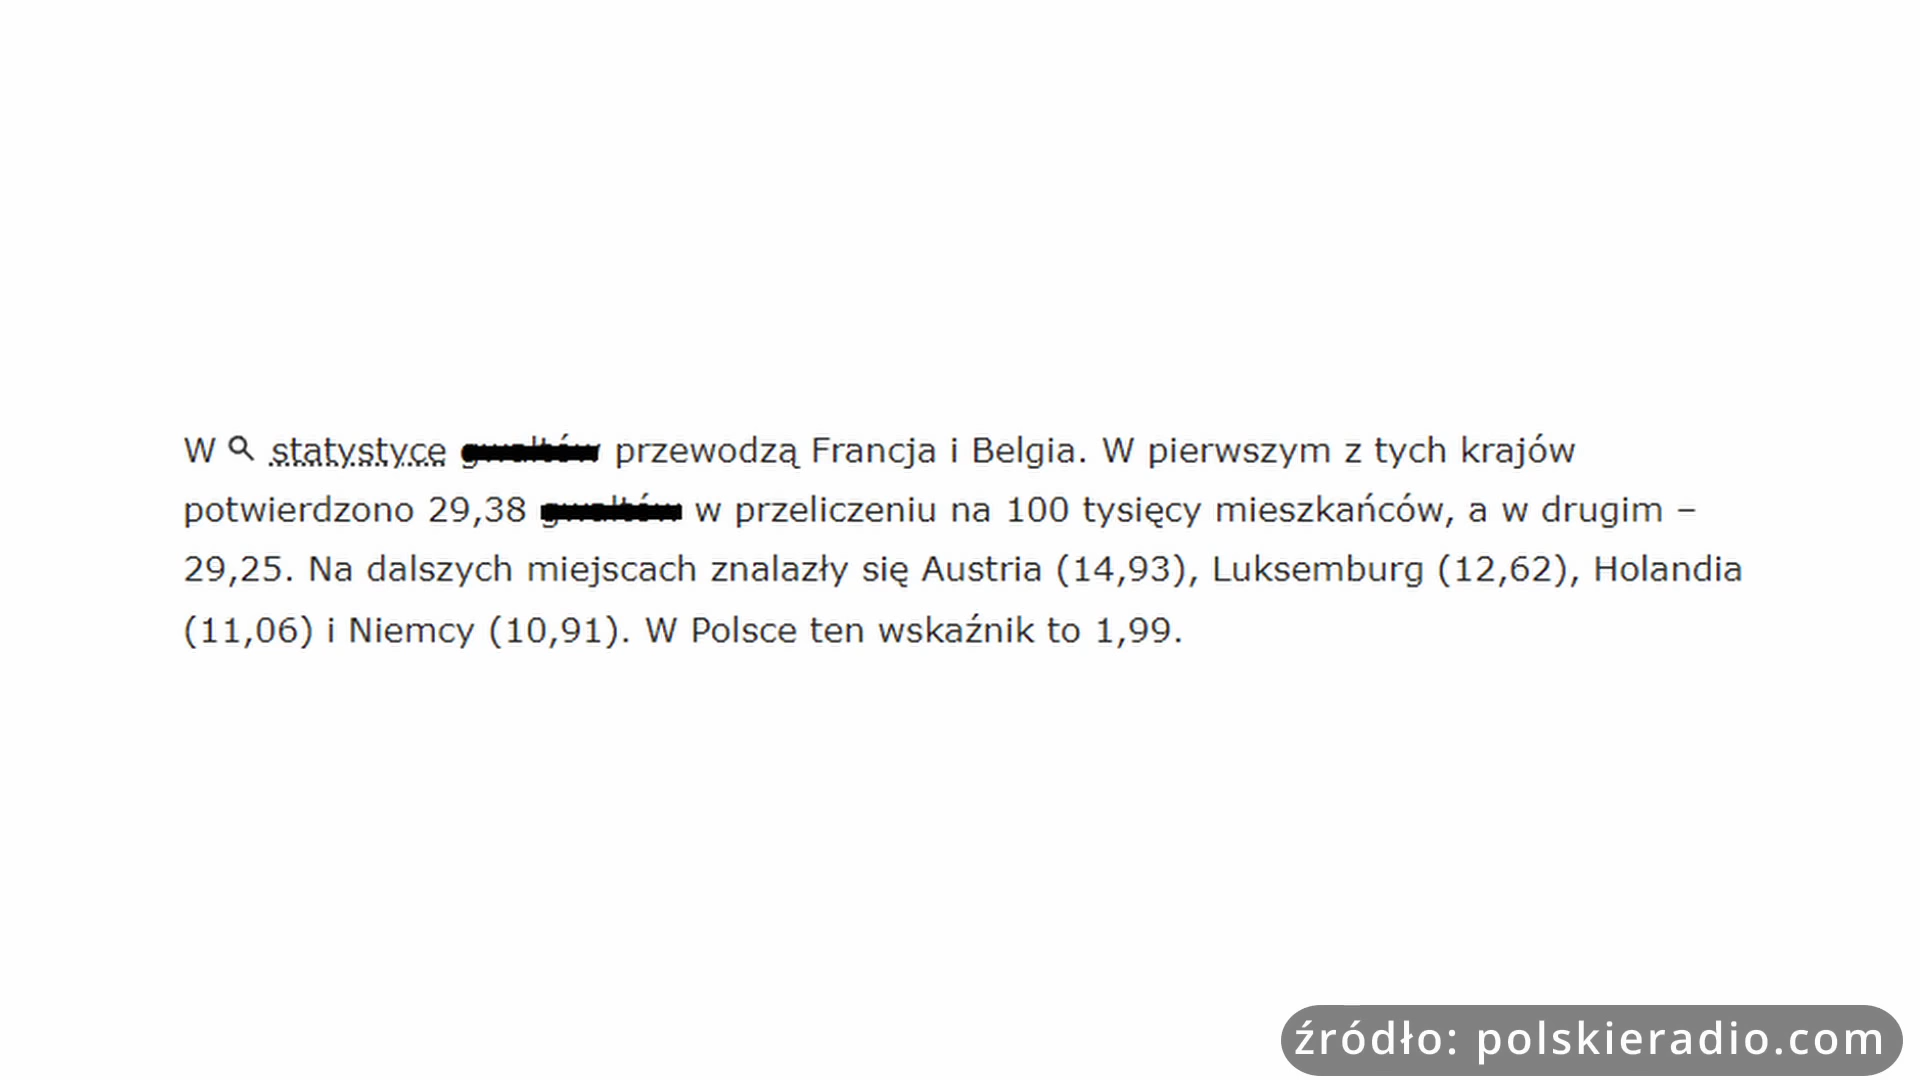 W statystyce przewodzą Francja i Belgia. W pierwszym z tych krajów
potwierdzono 29,38 w przeliczeniu na 100 tysięcy mieszkańców, a w drugim –
29,25. Na dalszych miejscach znalazły się Austria (14,93), Luksemburg (12,62), Holandia
(11,06) i Niemcy (10,91). W Polsce ten wskaźnik to 1,99.
źródło: polskieradio.com